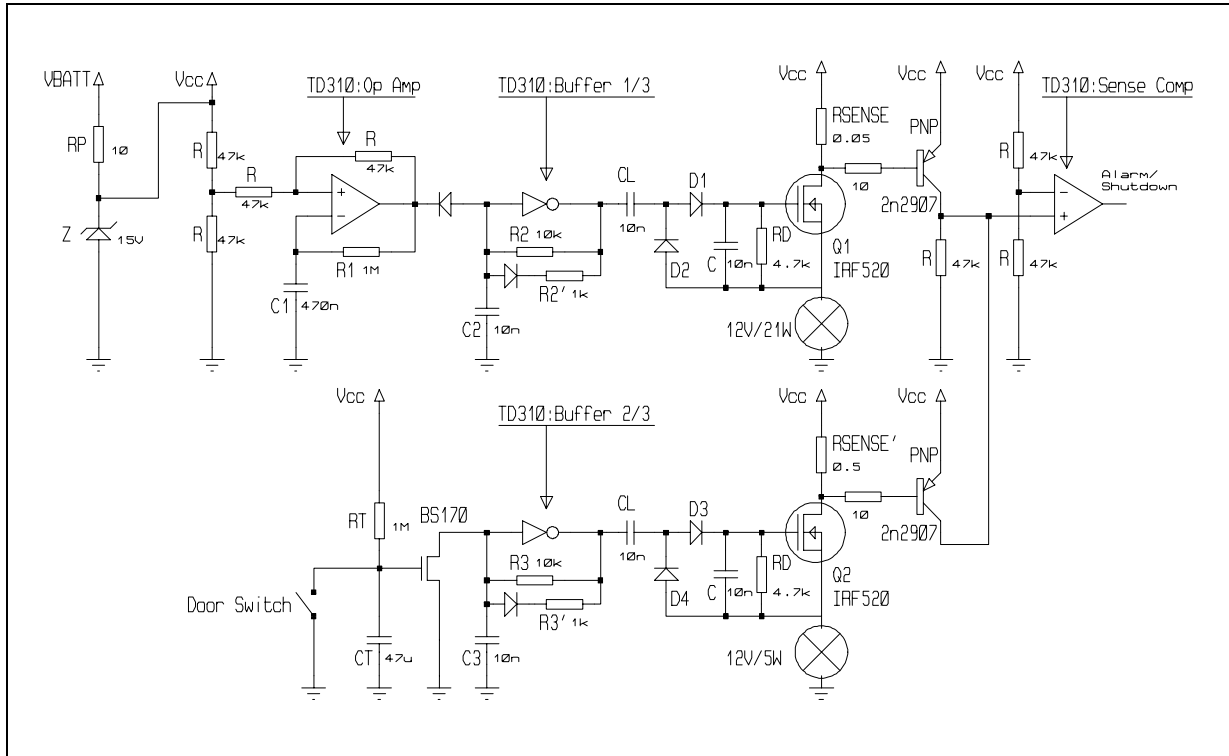 VBATT
Vcc
TD310:Op Amp
TD310:Buffer 1/3
Vcc
Vcc
Vcc
TD310:Sense Comp
RP
10
R
47k
R
47k
R
47k
+
-
RSENSE
0.05
PNP
R
47k
Alarm/
Shutdown
Z
15V
R
47k
R1 1M
C1 470n
R2 10k
R2' 1k
C2 10n
CL
10n
D1
D2
C 10n
RD
4.7k
10
2n2907
Q1
IRF520
-
+
R
47k
R
47k
12V/21W
Vcc
TD310:Buffer 2/3
Vcc
Vcc
RSENSE'
0.5
PNP
RT
1M
BS170
CL
10n
D3
10
2n2907
R3 10k
R3' 1k
D4
C 10n
RD
4.7k
Q2
IRF520
Door Switch
CT 47u
C3 10n
12V/5W